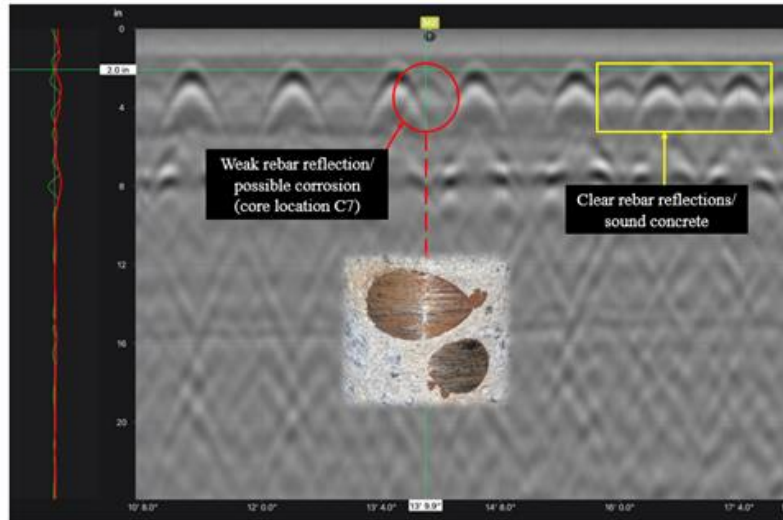 in
M2
0
2.0 in
4
Weak rebar reflection/
possible corrosion
(core location C7)
8
Clear rebar reflections/
sound concrete
12
16
20
10' 8.0"
12' 0.0"
13' 4.0"
13' 9.9"
14' 8.0"
16' 0.0"
17' 4.0"